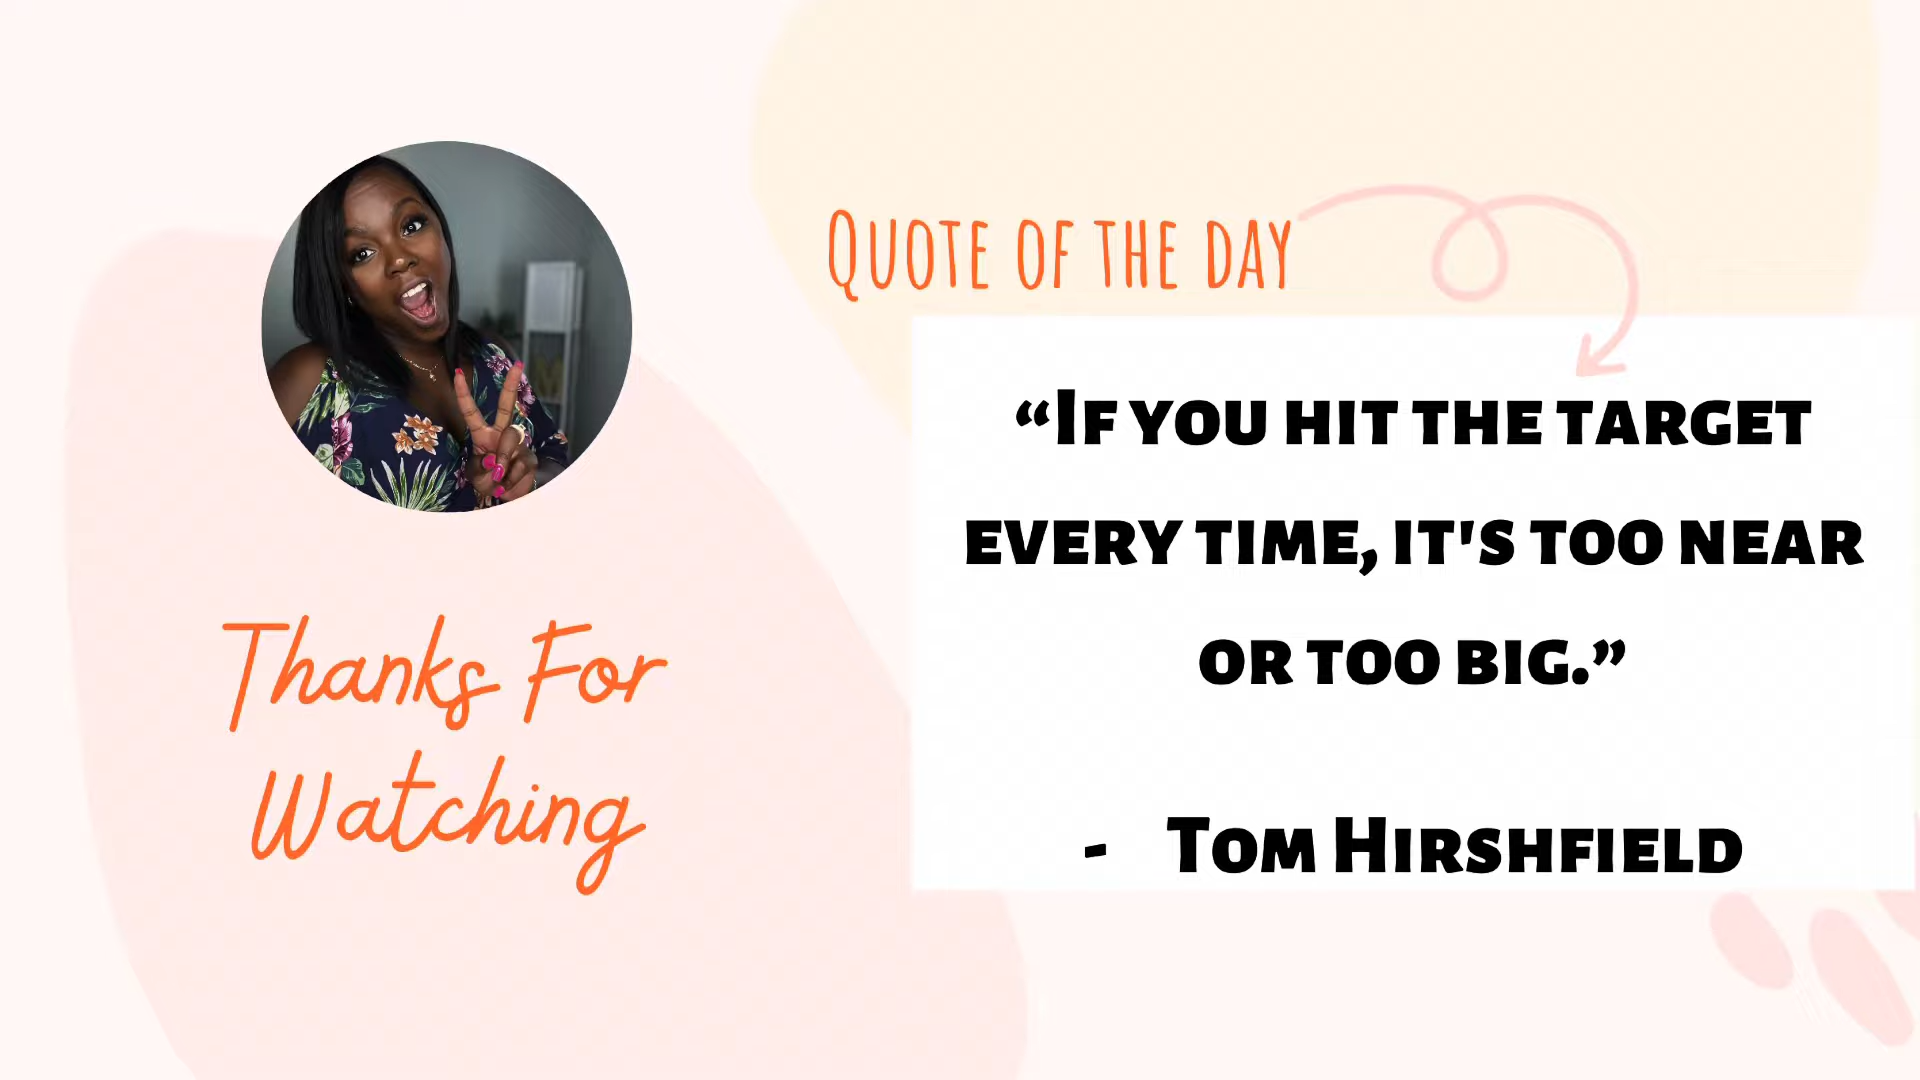 Thanks For
Watching
Quote of the day
“If you hit the target
every time, it's too near
or too big.”
- Tom Hirshfield